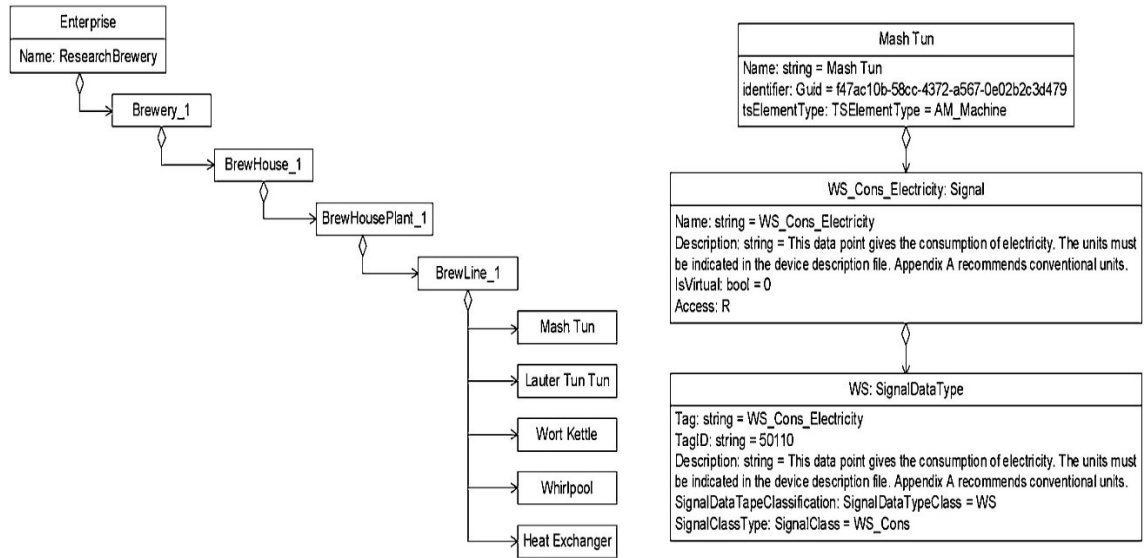 Enterprise
Name: ResearchBrewery
Brewery_1
BrewHouse_1
BrewHousePlant_1
BrewLine_1
Mash Tun
Lauter Tun Tun
Wort Kettle
Whirlpool
Heat Exchanger
Mash Tun
Name: string = Mash Tun
identifier: Guid = f47ac10b-58cc-4372-a567-0e02b2c3d479
tsElementType: TSElementType = AM_Machine
WS_Cons_Electricity: Signal
Name: string = WS_Cons_Electricity
Description: string = This data point gives the consumption of electricity. The units must
be indicated in the device description file. Appendix A recommends conventional units.
IsVirtual: bool = 0
Access: R
WS: SignalDataType
Tag: string = WS_Cons_Electricity
TagID: string = 50110
Description: string = This data point gives the consumption of electricity. The units must
be indicated in the device description file. Appendix A recommends conventional units.
SignalDataTapeClassification: SignalDataTypeClass = WS
SignalClassType: SignalClass = WS_Cons